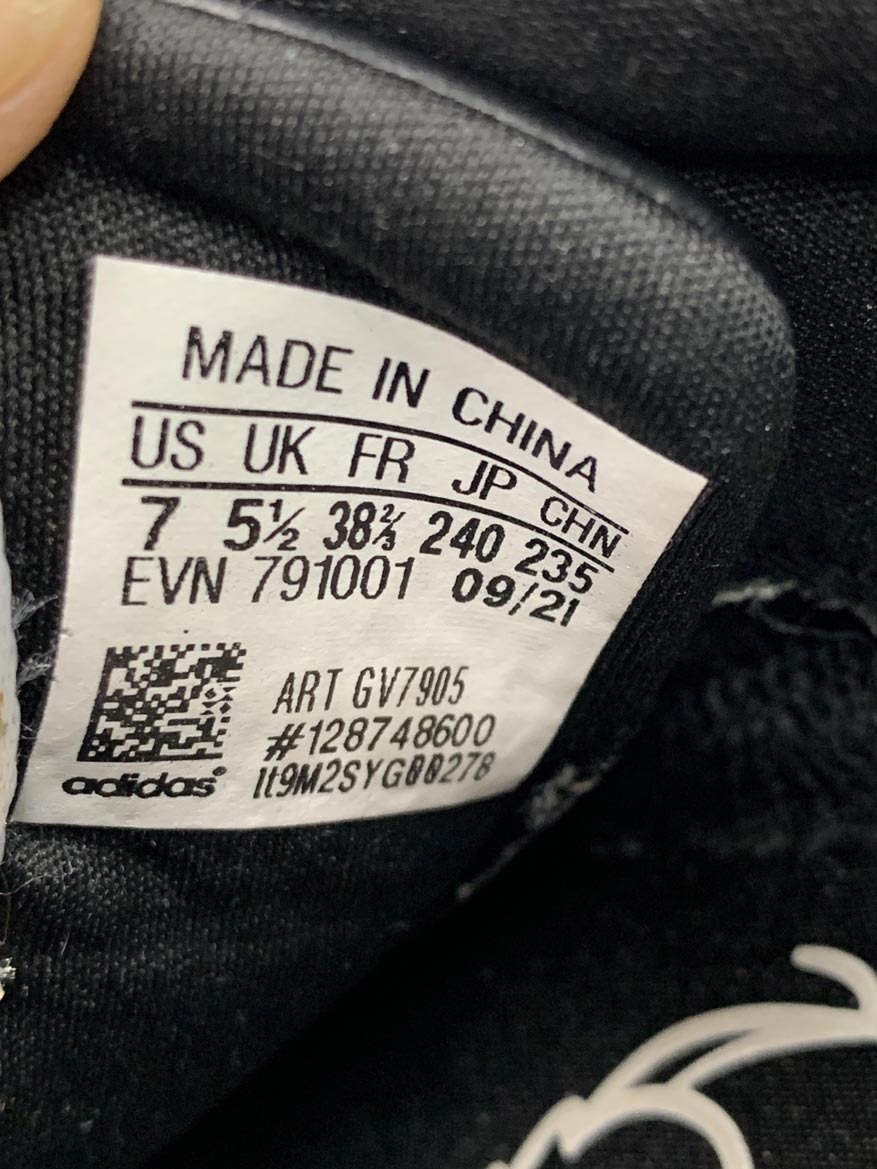 MADE IN CHINA
US UK FR JP CHN
7 5½ 38⅔ 240 235
EVN 791001 09/21
ART GV7905
#128748600
1t9M2SYG00278
adidas®